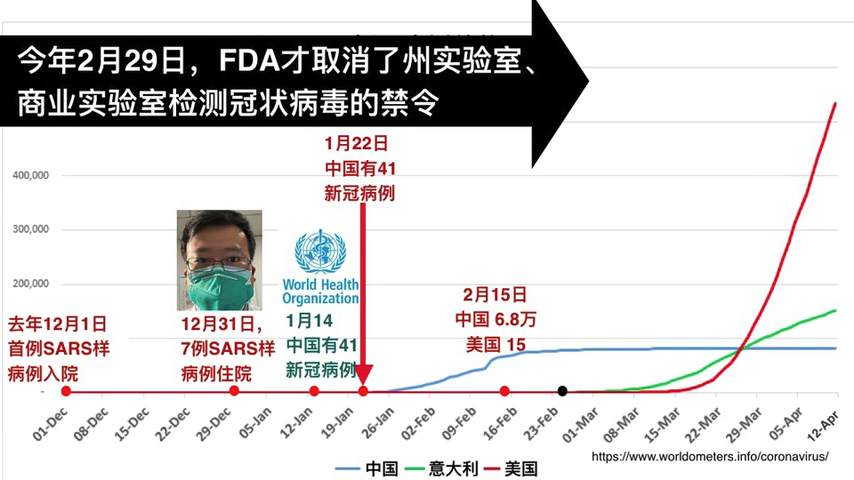 今年2月29日，FDA才取消了州实验室、
商业实验室检测冠状病毒的禁令
1月22日
中国有41
新冠病例
400,000
300,000
200,000
World Health
Organization
去年12月1日
首例SARS样
病例入院
12月31日，
7例SARS样
病例住院
1月14
中国有41
新冠病例
2月15日
中国 6.8万
美国 15
-
01-Dec
08-Dec
15-Dec
22-Dec
29-Dec
05-Jan
12-Jan
19-Jan
26-Jan
02-Feb
09-Feb
16-Feb
23-Feb
01-Mar
08-Mar
15-Mar
22-Mar
29-Mar
05-Apr
12-Apr
https://www.worldometers.info/coronavirus/
中国 意大利 美国